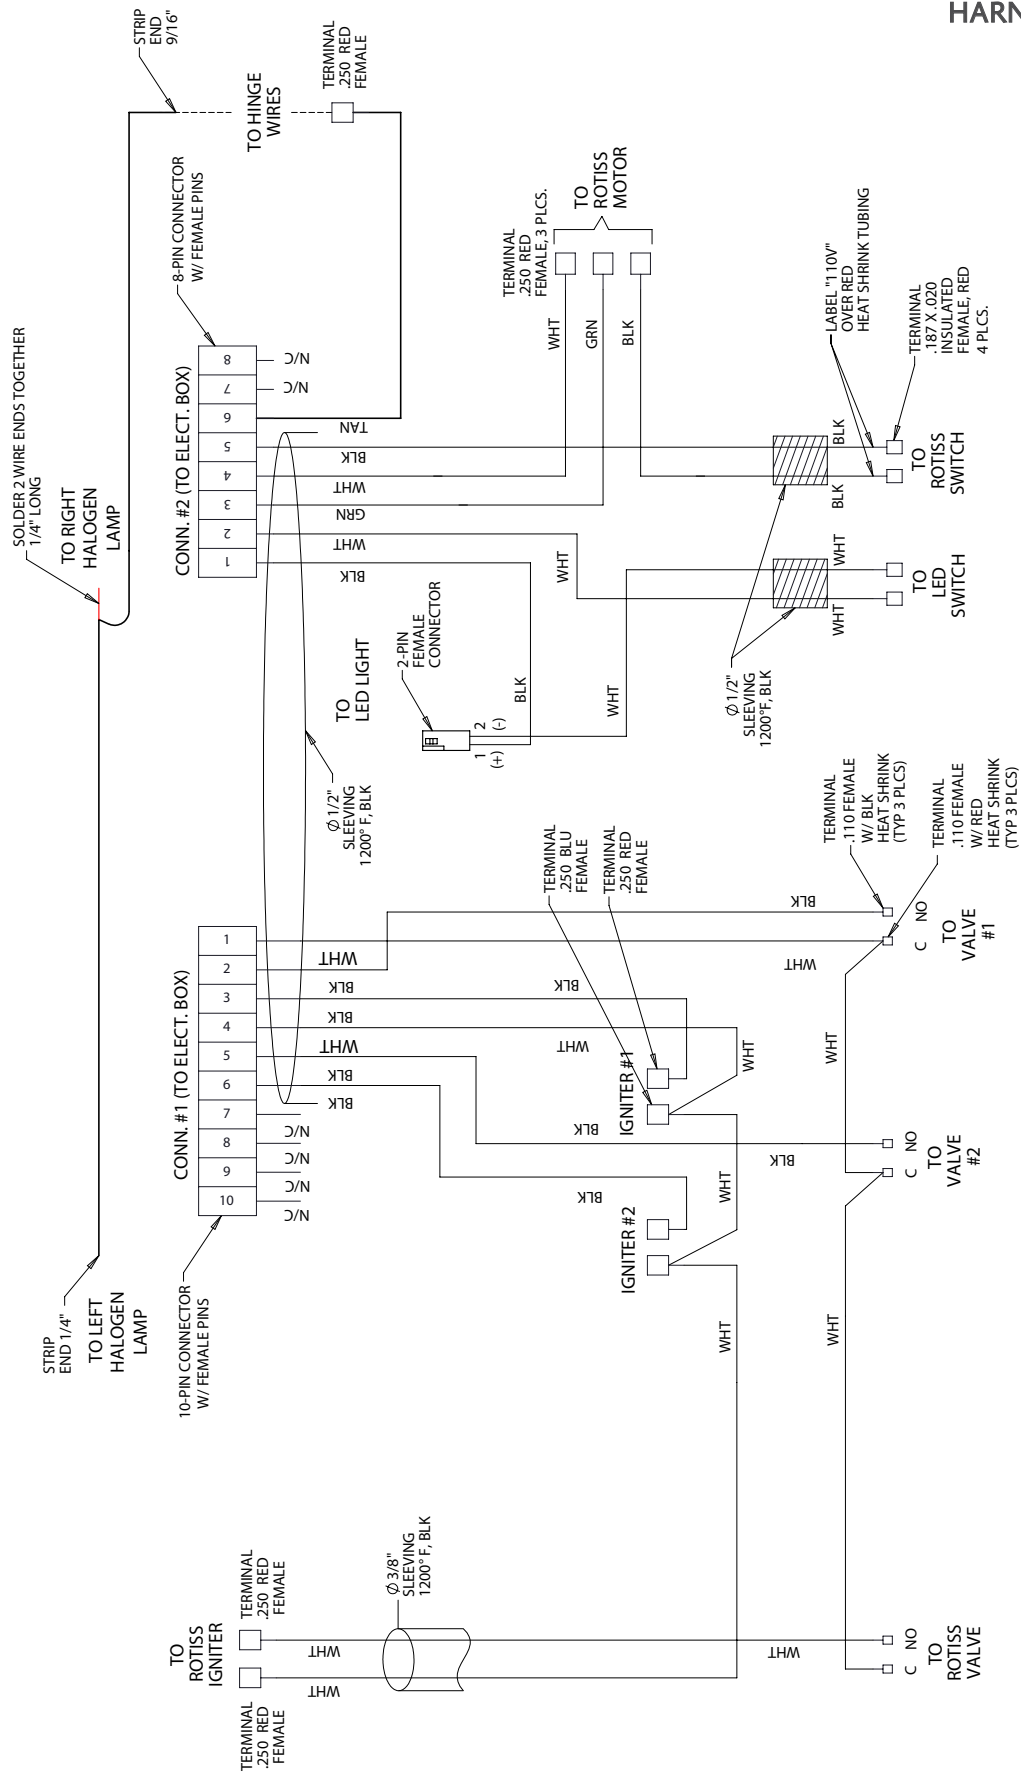 HARN
STRIP
END
9/16"
TERMINAL
.250 RED
FEMALE
TO HINGE
WIRES
8-PIN CONNECTOR
W/ FEMALE PINS
SOLDER 2 WIRE ENDS TOGETHER
1/4" LONG
TO RIGHT
HALOGEN
LAMP
CONN. #2 (TO ELECT. BOX)
8
7
6
5
4
3
2
1
N/C
N/C
TAN
BLK
WHT
GRN
WHT
BLK
TERMINAL
.250 RED
FEMALE, 3 PLCS.
TO
ROTISS
MOTOR
WHT
GRN
BLK
LABEL "110V"
OVER RED
HEAT SHRINK TUBING
TERMINAL
.187 X .020
INSULATED
FEMALE, RED
4 PLCS.
BLK
BLK
TO
ROTISS
SWITCH
WHT
WHT
WHT
TO
LED
SWITCH
Ø 1/2"
SLEEVING
1200°F, BLK
TO
LED LIGHT
2-PIN
FEMALE
CONNECTOR
1
(+)
2
(-)
BLK
WHT
Ø 1/2"
SLEEVING
1200° F, BLK
CONN. #1 (TO ELECT. BOX)
1
2
3
4
5
6
7
8
9
10
WHT
BLK
BLK
WHT
BLK
BLK
N/C
N/C
N/C
N/C
TERMINAL
.250 BLU
FEMALE
TERMINAL
.250 RED
FEMALE
TERMINAL
.110 FEMALE
W/ BLK
HEAT SHRINK
(TYP 3 PLCS)
TERMINAL
.110 FEMALE
W/ RED
HEAT SHRINK
(TYP 3 PLCS)
BLK
WHT
BLK
WHT
BLK
BLK
BLK
C
NO
TO
VALVE
#1
WHT
IGNITER #1
WHT
C
NO
TO
VALVE
#2
IGNITER #2
WHT
WHT
WHT
STRIP
END 1/4"
TO LEFT
HALOGEN
LAMP
10-PIN CONNECTOR
W/ FEMALE PINS
TERMINAL
.250 RED
FEMALE
TO
ROTISS
IGNITER
TERMINAL
.250 RED
FEMALE
Ø 3/8"
SLEEVING
1200° F, BLK
WHT
WHT
WHT
C
NO
TO
ROTISS
VALVE